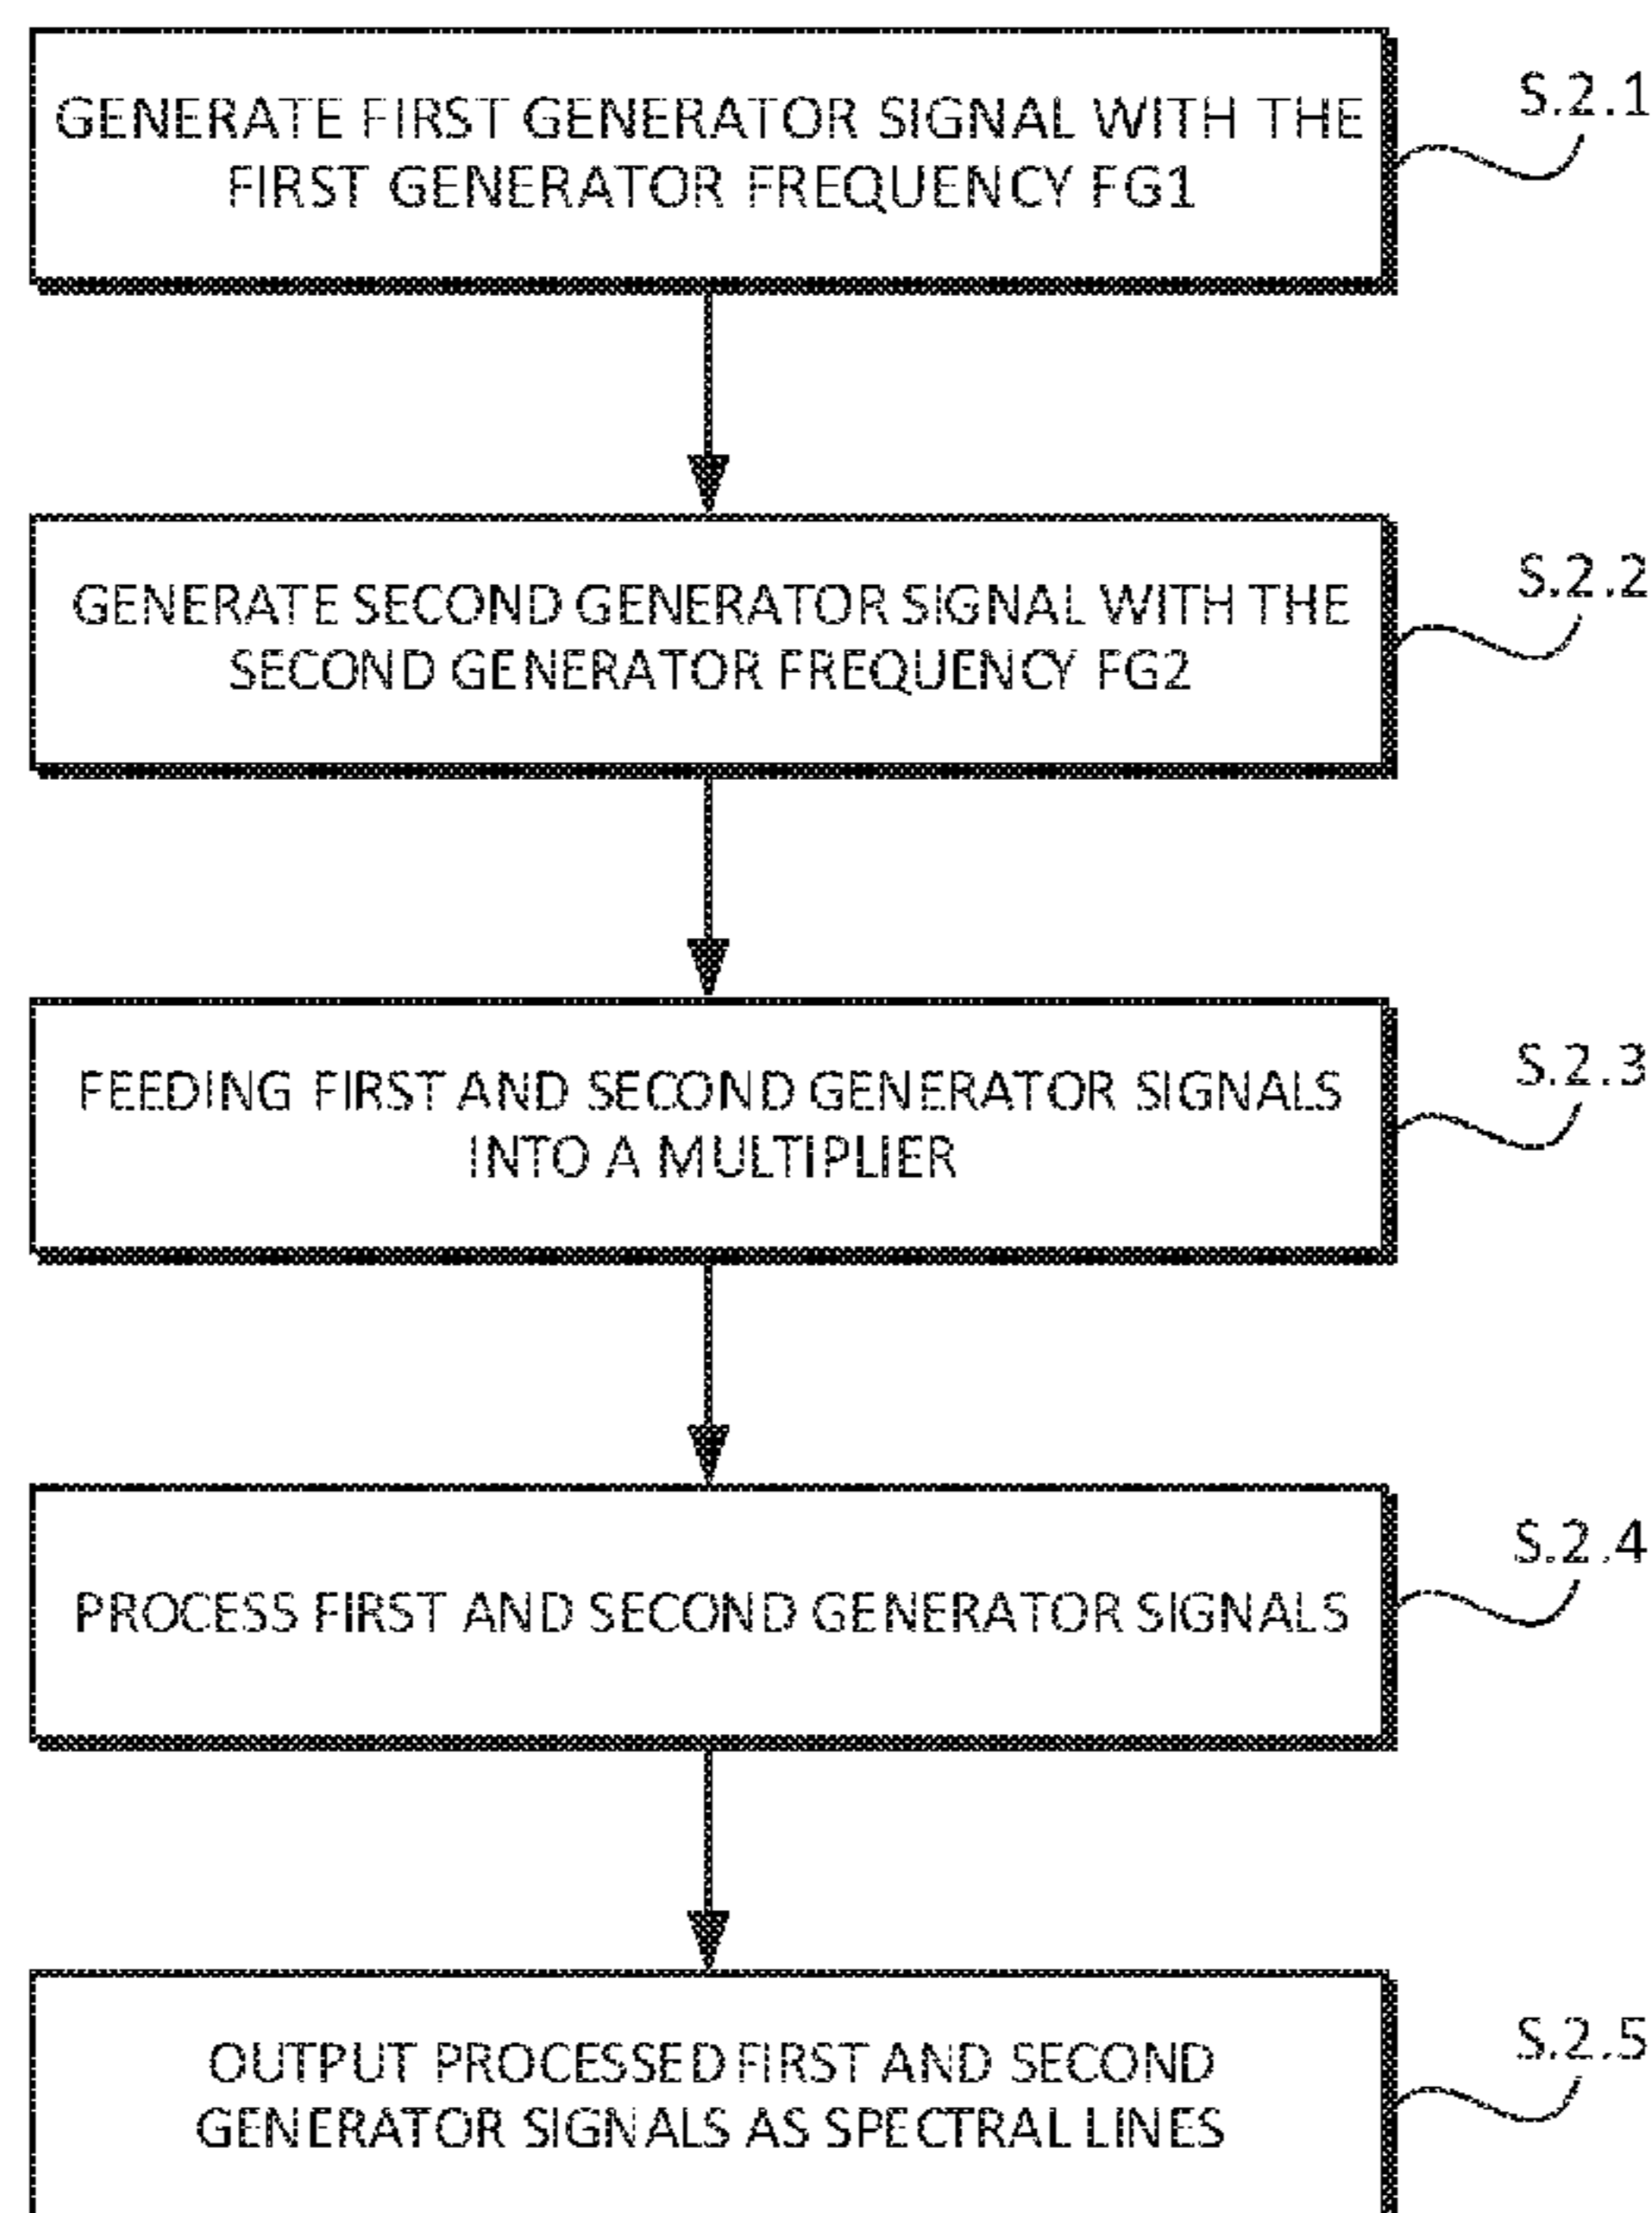 GENERATE FIRST GENERATOR SIGNAL WITH THE
FIRST GENERATOR FREQUENCY FG1
S.2.1
GENERATE SECOND GENERATOR SIGNAL WITH THE
SECOND GENERATOR FREQUENCY FG2
S.2.2
FEEDING FIRST AND SECOND GENERATOR SIGNALS
INTO A MULTIPLIER
S.2.3
PROCESS FIRST AND SECOND GENERATOR SIGNALS
S.2.4
OUTPUT PROCESSED FIRST AND SECOND
GENERATOR SIGNALS AS SPECTRAL LINES
S.2.5